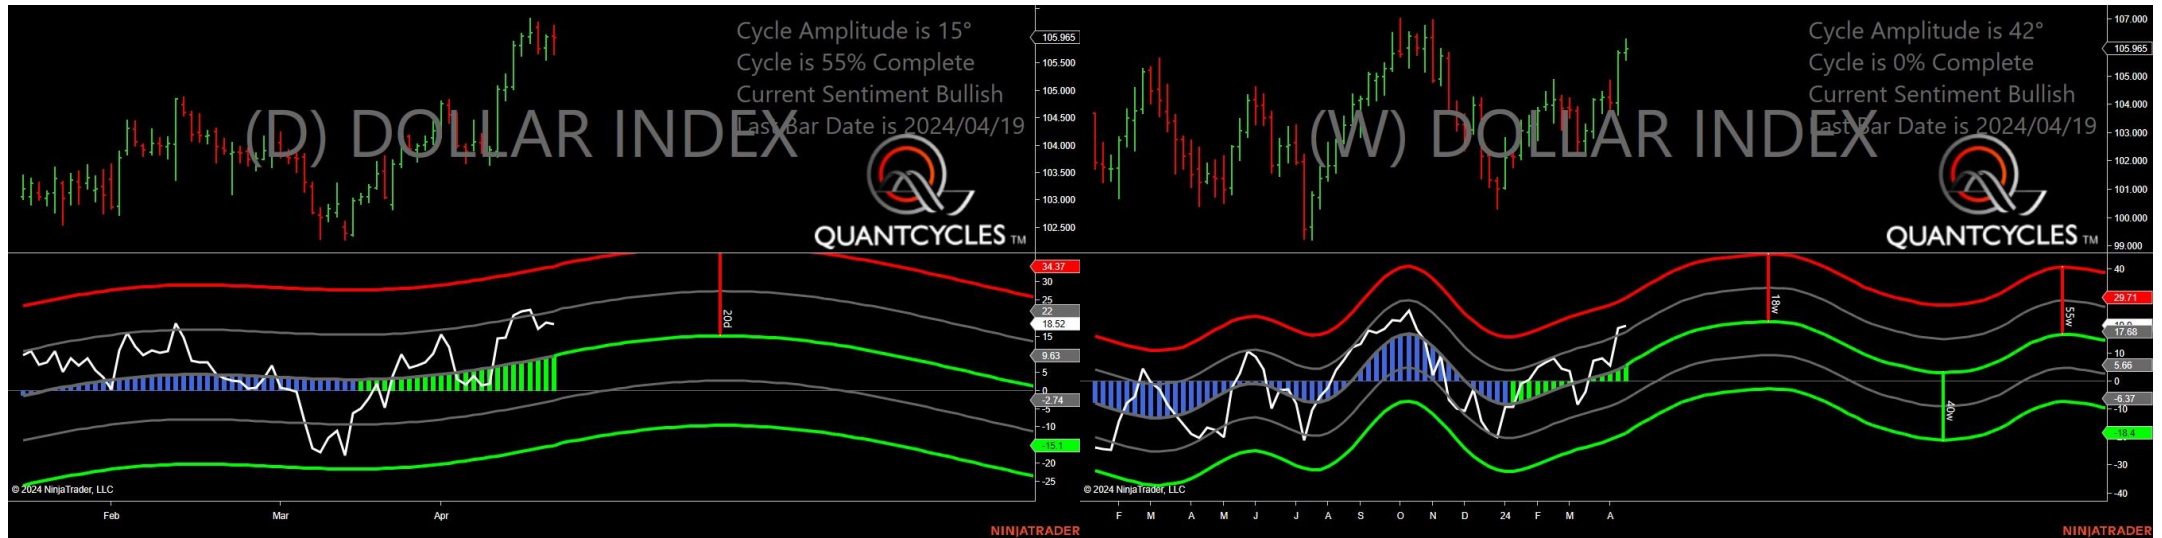 Cycle Amplitude is 15°
Cycle is 55% Complete
Current Sentiment Bullish
Last Bar Date is 2024/04/19
(D) DOLLAR INDEX
QUANTCYCLES TM
105.965
105.500
105.000
104.500
104.000
103.500
103.000
102.500
20d
34.37
30
25
22
18.52
15
9.63
5
0
-2.74
-5
-10
-15.1
-20
-25
© 2024 NinjaTrader, LLC
Feb Mar Apr
NINJATRADER
Cycle Amplitude is 42°
Cycle is 0% Complete
Current Sentiment Bullish
Last Bar Date is 2024/04/19
(W) DOLLAR INDEX
QUANTCYCLES TM
107.000
105.965
105.000
104.000
103.000
102.000
101.000
100.000
99.000
18w
40w
55w
40
29.71
17.68
10
5.66
0
-6.37
-10
-18.4
-30
-40
© 2024 NinjaTrader, LLC
F M A M J J A S O N D 24 F M A
NINJATRADER